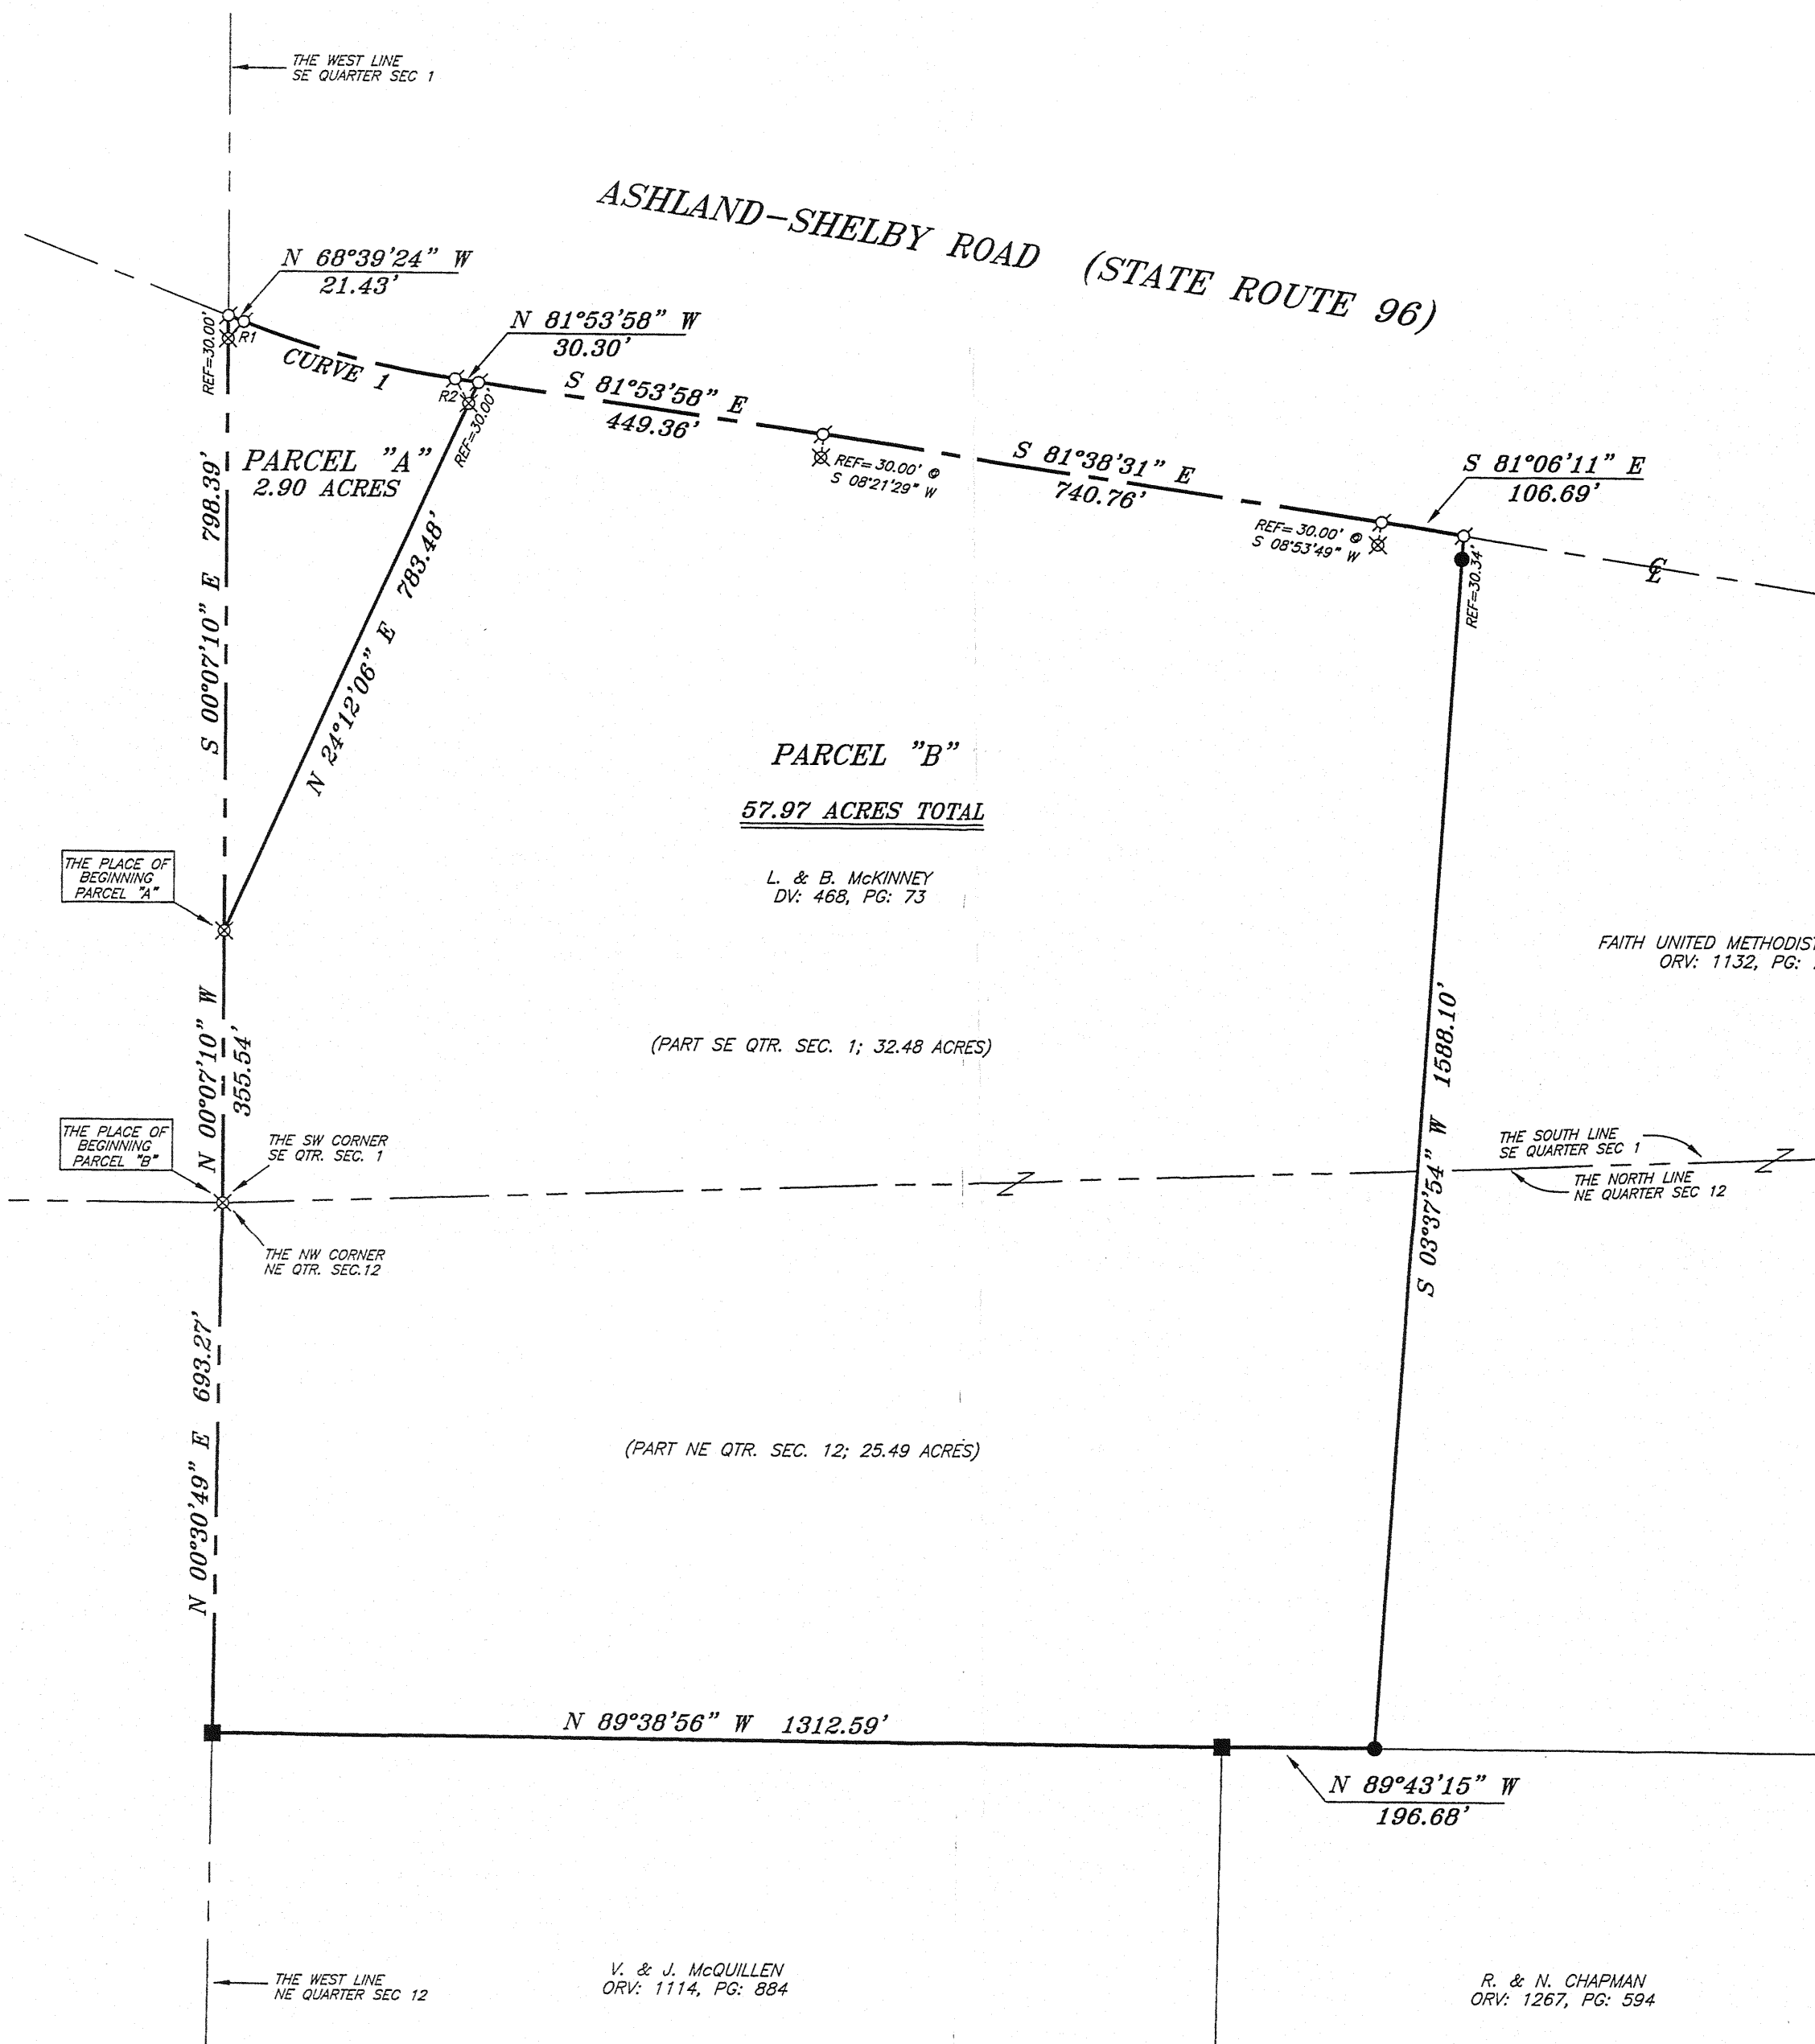 THE WEST LINE
SE QUARTER SEC 1
ASHLAND-SHELBY ROAD (STATE ROUTE 96)
N 68°39'24" W
21.43'
REF=30.00'
R1
CURVE 1
N 81°53'58" W
30.30'
R2
REF=30.00'
S 81°53'58" E
449.36'
REF= 30.00' @
S 08°21'29" W
S 81°38'31" E
740.76'
REF= 30.00' @
S 08°53'49" W
S 81°06'11" E
106.69'
REF=30.34'
℄
PARCEL "A"
2.90 ACRES
S 00°07'10" E 798.39'
N 24°12'06" E 783.48'
PARCEL "B"
57.97 ACRES TOTAL
L. & B. McKINNEY
DV: 468, PG: 73
THE PLACE OF
BEGINNING
PARCEL "A"
FAITH UNITED METHODIST
ORV: 1132, PG:
N 00°07'10" W
355.54'
(PART SE QTR. SEC. 1; 32.48 ACRES)
S 03°37'54" W 1588.10'
THE PLACE OF
BEGINNING
PARCEL "B"
THE SW CORNER
SE QTR. SEC. 1
THE SOUTH LINE
SE QUARTER SEC 1
THE NORTH LINE
NE QUARTER SEC 12
THE NW CORNER
NE QTR. SEC.12
N 00°30'49" E 693.27'
(PART NE QTR. SEC. 12; 25.49 ACRES)
N 89°38'56" W 1312.59'
N 89°43'15" W
196.68'
THE WEST LINE
NE QUARTER SEC 12
V. & J. McQUILLEN
ORV: 1114, PG: 884
R. & N. CHAPMAN
ORV: 1267, PG: 594